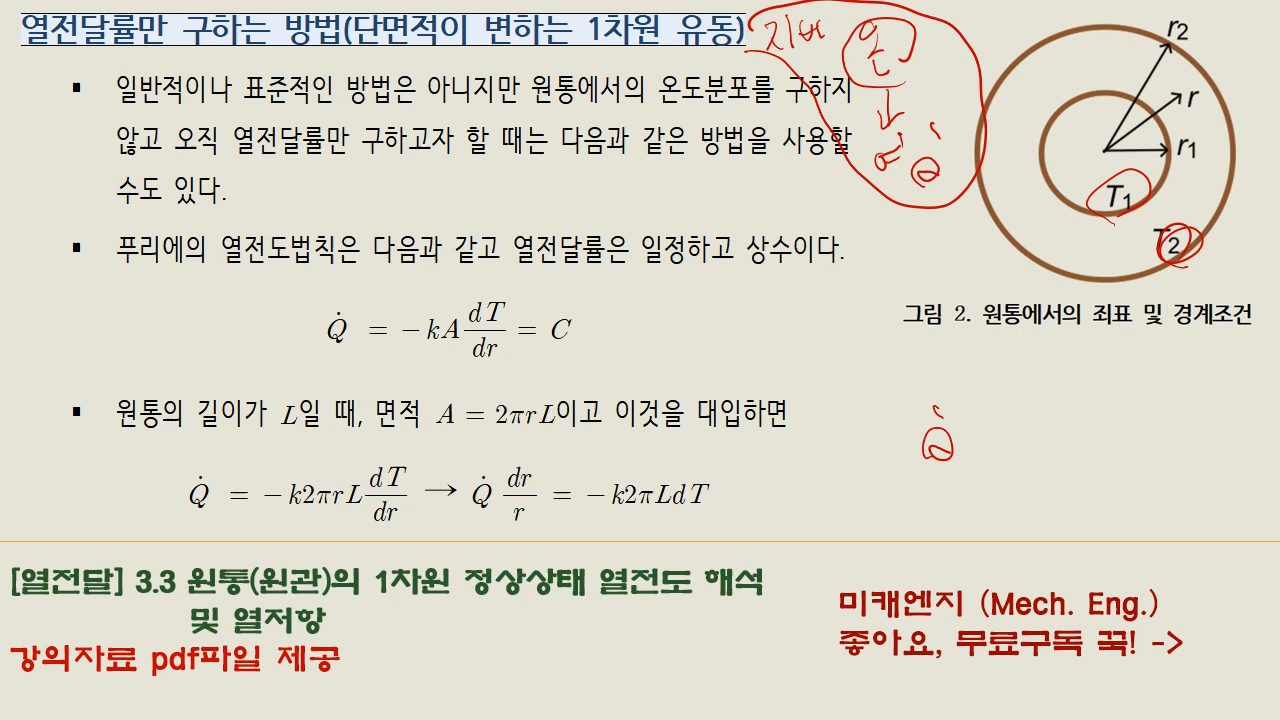 열전달률만 구하는 방법(단면적이 변하는 1차원 유동)
▪ 일반적이나 표준적인 방법은 아니지만 원통에서의 온도분포를 구하지
않고 오직 열전달률만 구하고자 할 때는 다음과 같은 방법을 사용할
수도 있다.
▪ 푸리에의 열전도법칙은 다음과 같고 열전달률은 일정하고 상수이다.
Q̇ = −kA dT/dr = C
▪ 원통의 길이가 L일 때, 면적 A = 2πrL이고 이것을 대입하면
Q̇ = −k2πrL dT/dr → Q̇ dr/r = −k2πLdT
r2
r
r1
T1
T2
그림 2. 원통에서의 죄표 및 경계조건
지배
온
Q̇
Q̇
[열전달] 3.3 원통(원관)의 1차원 정상상태 열전도 해석
및 열저항
강의자료 pdf파일 제공
미캐엔지 (Mech. Eng.)
좋아요, 무료구독 꾹! ->